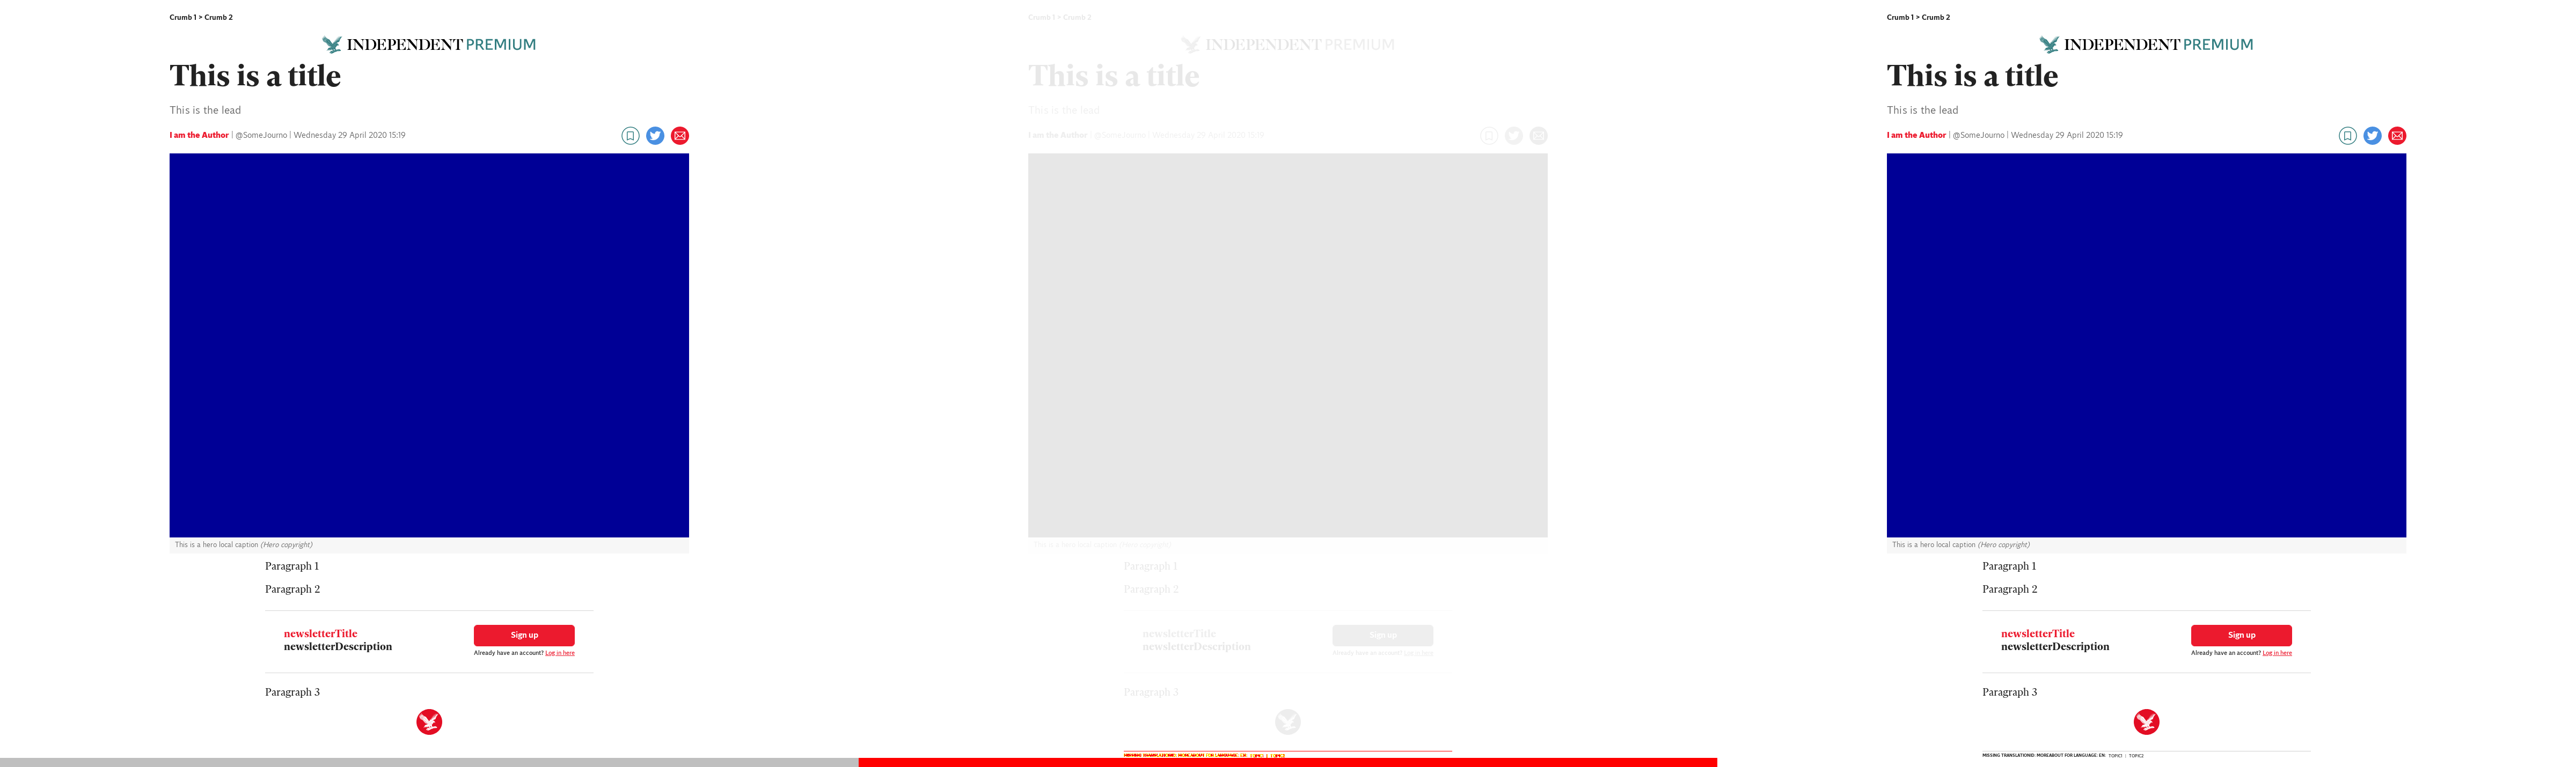 Crumb 1 > Crumb 2
INDEPENDENT PREMIUM
This is a title
This is the lead
I am the Author | @SomeJourno | Wednesday 29 April 2020 15:19
This is a hero local caption (Hero copyright)
Paragraph 1
Paragraph 2
newsletterTitle
newsletterDescription
Sign up
Already have an account? Log in here
Paragraph 3
Crumb 1 > Crumb 2
INDEPENDENT PREMIUM
This is a title
This is the lead
I am the Author | @SomeJourno | Wednesday 29 April 2020 15:19
This is a hero local caption (Hero copyright)
Paragraph 1
Paragraph 2
newsletterTitle
newsletterDescription
Sign up
Already have an account? Log in here
Paragraph 3
Crumb 1 > Crumb 2
INDEPENDENT PREMIUM
This is a title
This is the lead
I am the Author | @SomeJourno | Wednesday 29 April 2020 15:19
This is a hero local caption (Hero copyright)
Paragraph 1
Paragraph 2
newsletterTitle
newsletterDescription
Sign up
Already have an account? Log in here
Paragraph 3
MISSING TRANSLATIONID: MOREABOUT FOR LANGUAGE: EN: TOPIC1 | TOPIC2